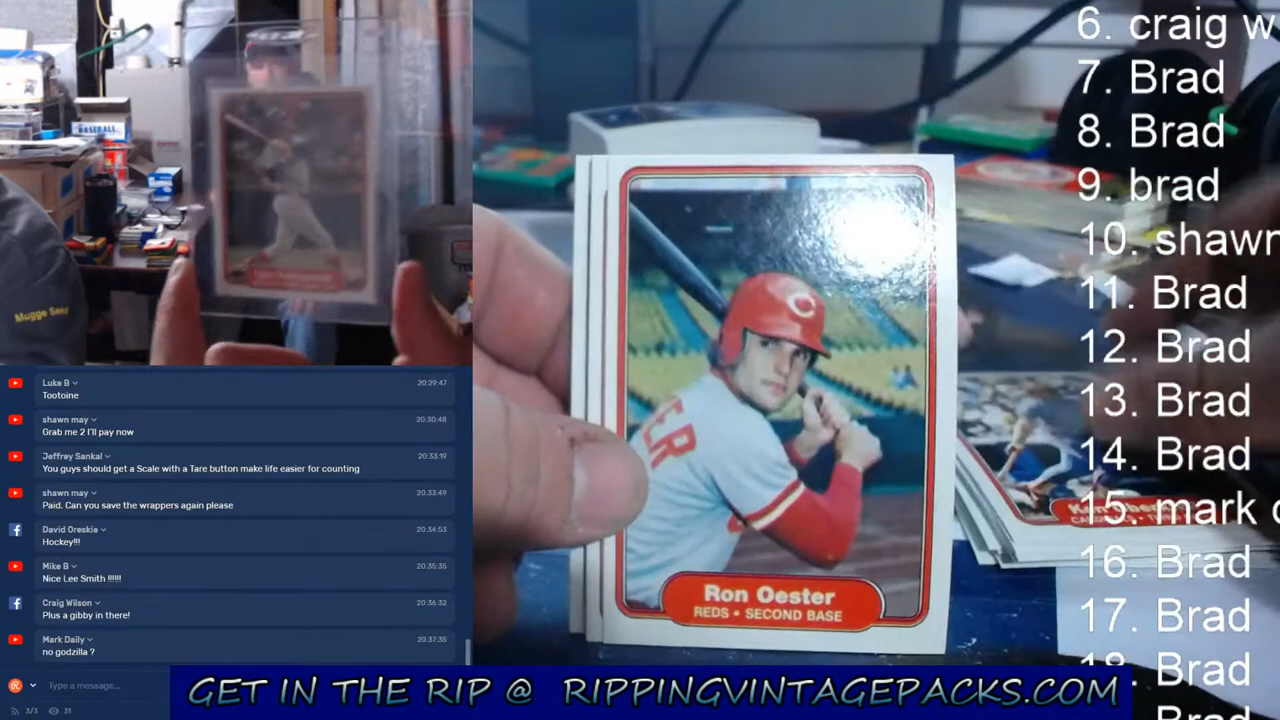 BASEBALL
Mugge Seed
6. craig w
7. Brad
8. Brad
9. brad
10. shawn
11. Brad
12. Brad
13. Brad
14. Brad
15. mark
16. Brad
17. Brad
18. Brad
C
ER
Ron Oester
REDS • SECOND BASE
Luke B
20:29:47
Tootoine
shawn may
20:30:48
Grab me 2 I'll pay now
Jeffrey Sankal
20:33:19
You guys should get a Scale with a Tare button make life easier for counting
shawn may
20:33:49
Paid. Can you save the wrappers again please
David Oreskie
20:34:53
Hockey!!!
Mike B
20:35:35
Nice Lee Smith !!!!!!
Craig Wilson
20:36:32
Plus a gibby in there!
Mark Daily
20:37:35
no godzilla ?
Type a message...
3/3 31
GET IN THE RIP @ RIPPINGVINTAGEPACKS.COM